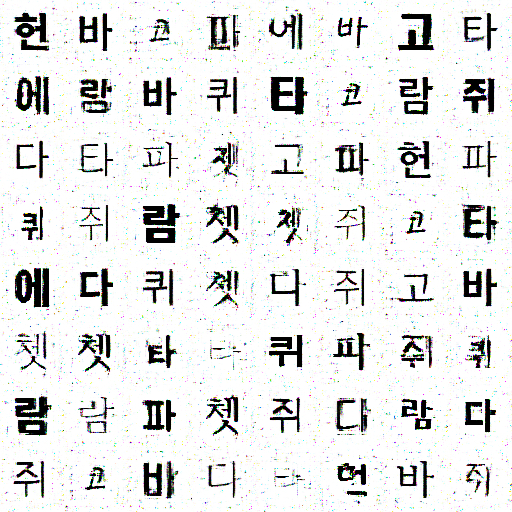 헌 바 고 파 에 바 고 타
에 람 바 퀴 타 고 람 쥐
다 타 파 쳇 고 파 헌 파
퀴 쥐 람 쳇 쳇 쥐 고 타
에 다 퀴 쳇 다 쥐 고 바
쳇 쳇 타 다 퀴 파 쥐 퀴
람 람 파 쳇 쥐 다 람 다
쥐 고 바 다 다 헌 바 쥐